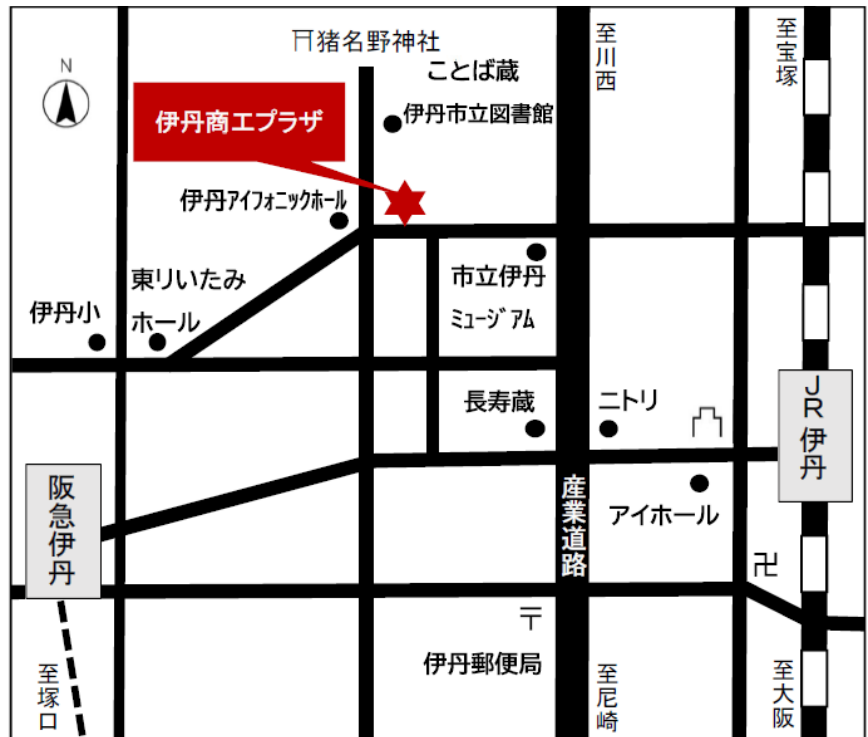 N
⛩猪名野神社
ことば蔵
伊丹市立図書館
至川西
至宝塚
伊丹商工プラザ
伊丹アイフォニックホール
東リいたみ
ホール
伊丹小
市立伊丹
ミュージアム
長寿蔵
ニトリ
JR伊丹
阪急伊丹
産業道路
アイホール
卍
〒
伊丹郵便局
至塚口
至尼崎
至大阪